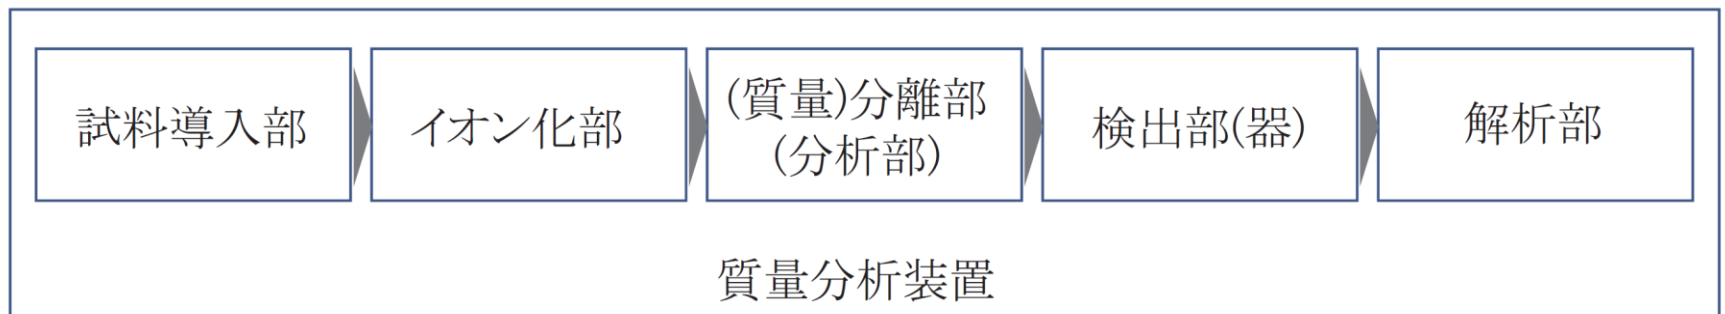 試料導入部
イオン化部
(質量)分離部
(分析部)
検出部(器)
解析部
質量分析装置